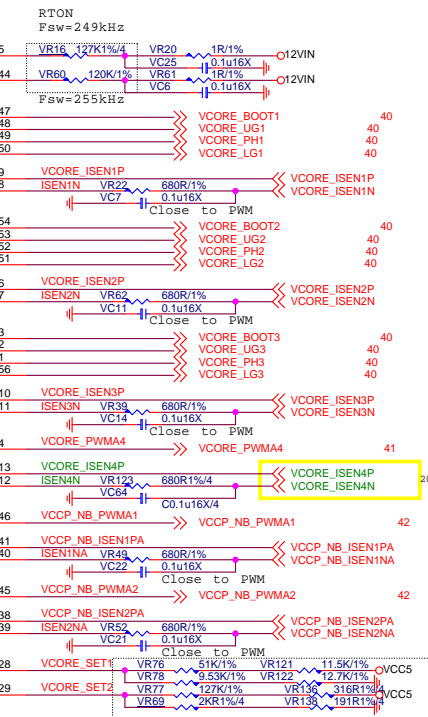 RTON
Fsw=249kHz
5 VR16 127K1%/4 VR20 1R/1% 12VIN
VC25 0.1u16X
44 VR60 120K/1% VR61 1R/1% 12VIN
VC6 0.1u16X
Fsw=255kHz
47 VCORE_BOOT1 40
48 VCORE_UG1 40
49 VCORE_PH1 40
50 VCORE_LG1 40
9 VCORE_ISEN1P VCORE_ISEN1P
8 ISEN1N VR22 680R/1% VCORE_ISEN1N
VC7 0.1u16X
Close to PWM
54 VCORE_BOOT2 40
53 VCORE_UG2 40
52 VCORE_PH2 40
51 VCORE_LG2 40
6 VCORE_ISEN2P VCORE_ISEN2P
7 ISEN2N VR62 680R/1% VCORE_ISEN2N
VC11 0.1u16X
Close to PWM
3 VCORE_BOOT3 40
2 VCORE_UG3 40
1 VCORE_PH3 40
56 VCORE_LG3 40
10 VCORE_ISEN3P VCORE_ISEN3P
11 ISEN3N VR39 680R/1% VCORE_ISEN3N
VC14 0.1u16X
Close to PWM
4 VCORE_PWMA4 VCORE_PWMA4 41
13 VCORE_ISEN4P VCORE_ISEN4P
12 ISEN4N VR123 680R1%/4 VCORE_ISEN4N
VC64 C0.1u16X/4
46 VCCP_NB_PWMA1 VCCP_NB_PWMA1 42
41 VCCP_NB_ISEN1PA VCCP_NB_ISEN1PA
40 ISEN1NA VR49 680R/1% VCCP_NB_ISEN1NA
VC22 0.1u16X
Close to PWM
45 VCCP_NB_PWMA2 VCCP_NB_PWMA2 42
38 VCCP_NB_ISEN2PA VCCP_NB_ISEN2PA
39 ISEN2NA VR52 680R/1% VCCP_NB_ISEN2NA
VC21 0.1u16X
Close to PWM
28 VCORE_SET1 VR76 51K/1% VR121 11.5K/1% VCC5
VR78 9.53K/1% VR122 12.7K/1%
29 VCORE_SET2 VR77 127K/1% VR136 316R1%/4 VCC5
VR69 2KR1%/4 VR138 191R1%/4